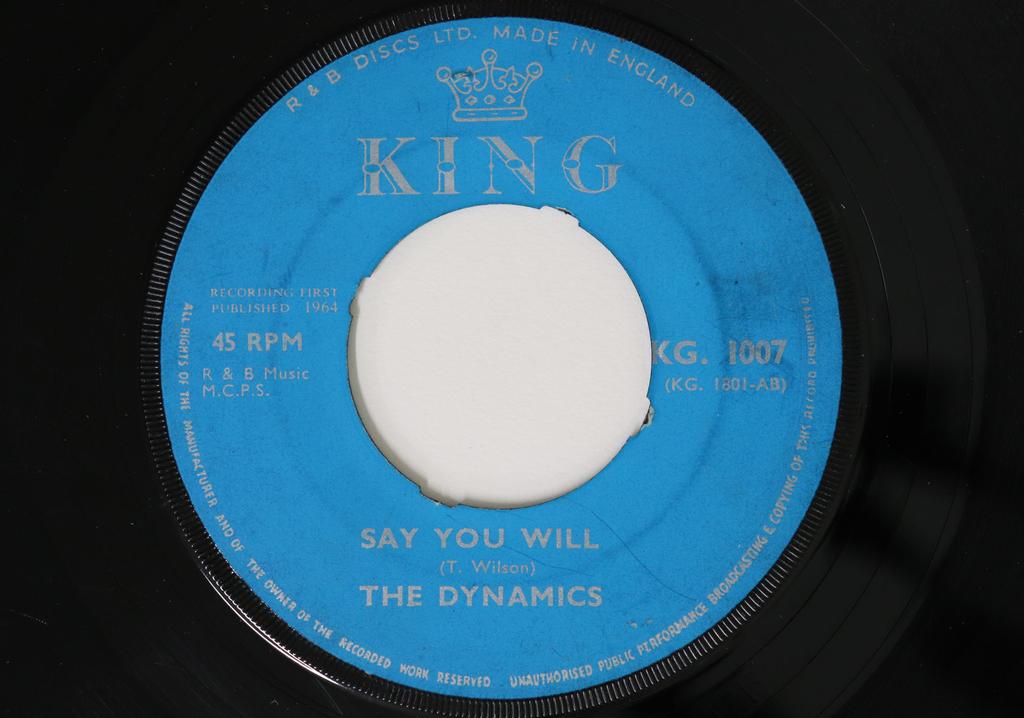 R & B DISCS LTD. MADE IN ENGLAND
KING
RECORDING FIRST
PUBLISHED 1964
45 RPM
R & B Music
M.C.P.S.
KG. 1007
(KG. 1801-AB)
SAY YOU WILL
(T. Wilson)
THE DYNAMICS
ALL RIGHTS OF THE MANUFACTURER AND OF THE OWNER OF THE RECORDED WORK RESERVED UNAUTHORISED PUBLIC PERFORMANCE BROADCASTING & COPYING OF THIS RECORD PROHIBITED